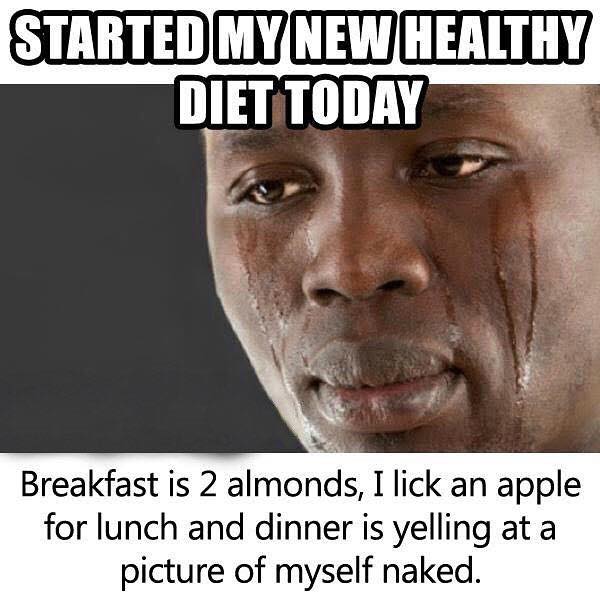 STARTED MY NEW HEALTHY
DIET TODAY
Breakfast is 2 almonds, I lick an apple
for lunch and dinner is yelling at a
picture of myself naked.